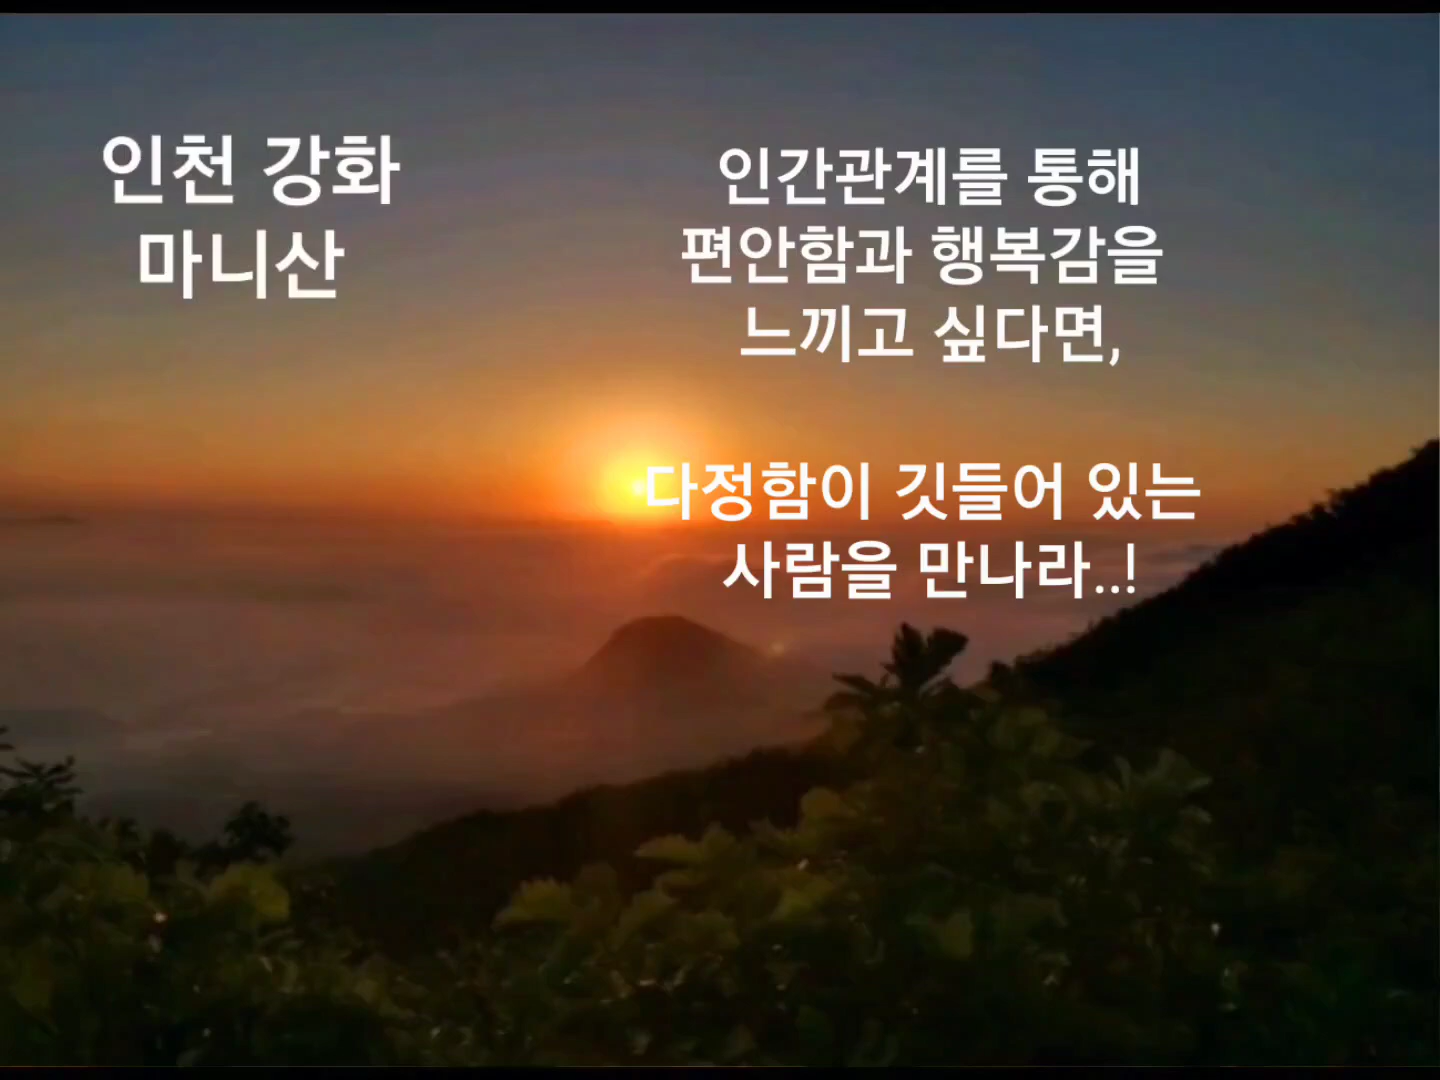 인천 강화
마니산
인간관계를 통해
편안함과 행복감을
느끼고 싶다면,
다정함이 깃들어 있는
사람을 만나라..!